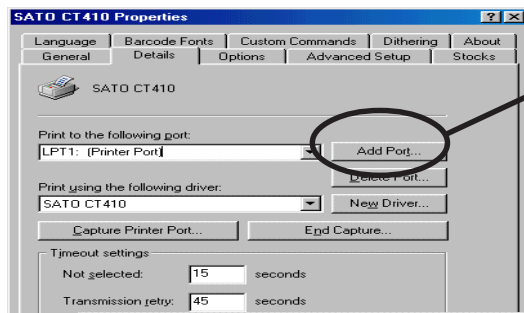 SATO CT410 Properties
Language Barcode Fonts Custom Commands Dithering About
General Details Options Advanced Setup Stocks
SATO CT410
Print to the following port:
LPT1: (Printer Port) Add Port...
Delete Port...
Print using the following driver:
SATO CT410 New Driver...
Capture Printer Port... End Capture...
Timeout settings
Not selected: 15 seconds
Transmission retry: 45 seconds